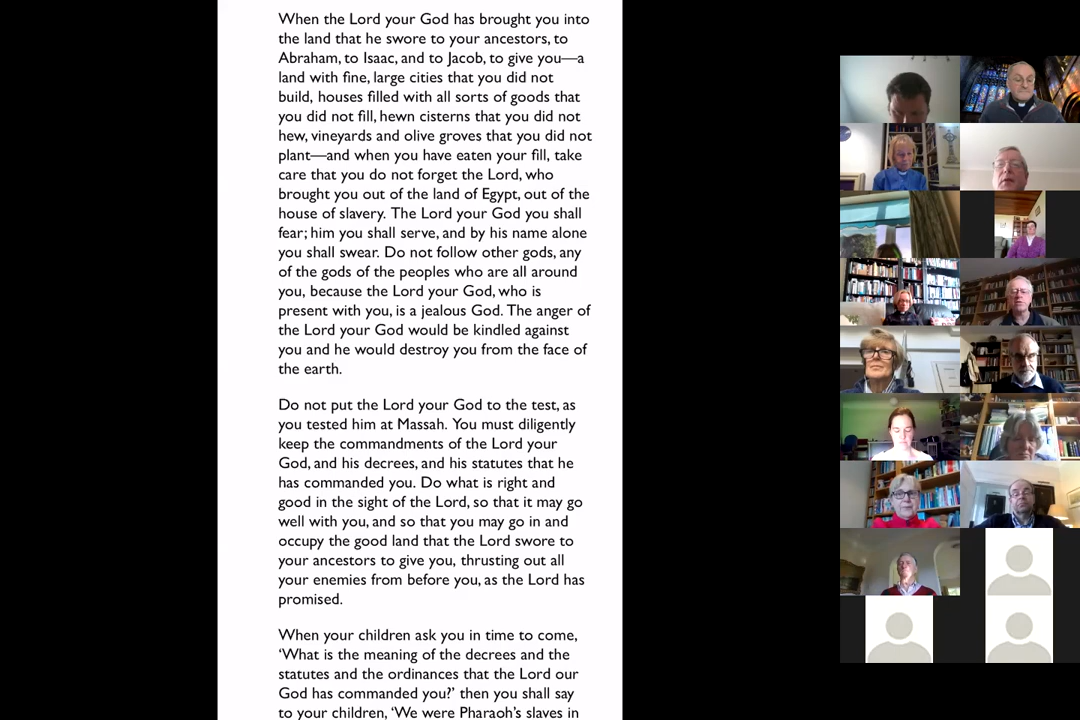 When the Lord your God has brought you into
the land that he swore to your ancestors, to
Abraham, to Isaac, and to Jacob, to give you—a
land with fine, large cities that you did not
build, houses filled with all sorts of goods that
you did not fill, hewn cisterns that you did not
hew, vineyards and olive groves that you did not
plant—and when you have eaten your fill, take
care that you do not forget the Lord, who
brought you out of the land of Egypt, out of the
house of slavery. The Lord your God you shall
fear; him you shall serve, and by his name alone
you shall swear. Do not follow other gods, any
of the gods of the peoples who are all around
you, because the Lord your God, who is
present with you, is a jealous God. The anger of
the Lord your God would be kindled against
you and he would destroy you from the face of
the earth.
Do not put the Lord your God to the test, as
you tested him at Massah. You must diligently
keep the commandments of the Lord your
God, and his decrees, and his statutes that he
has commanded you. Do what is right and
good in the sight of the Lord, so that it may go
well with you, and so that you may go in and
occupy the good land that the Lord swore to
your ancestors to give you, thrusting out all
your enemies from before you, as the Lord has
promised.
When your children ask you in time to come,
‘What is the meaning of the decrees and the
statutes and the ordinances that the Lord our
God has commanded you?’ then you shall say
to your children, ‘We were Pharaoh’s slaves in